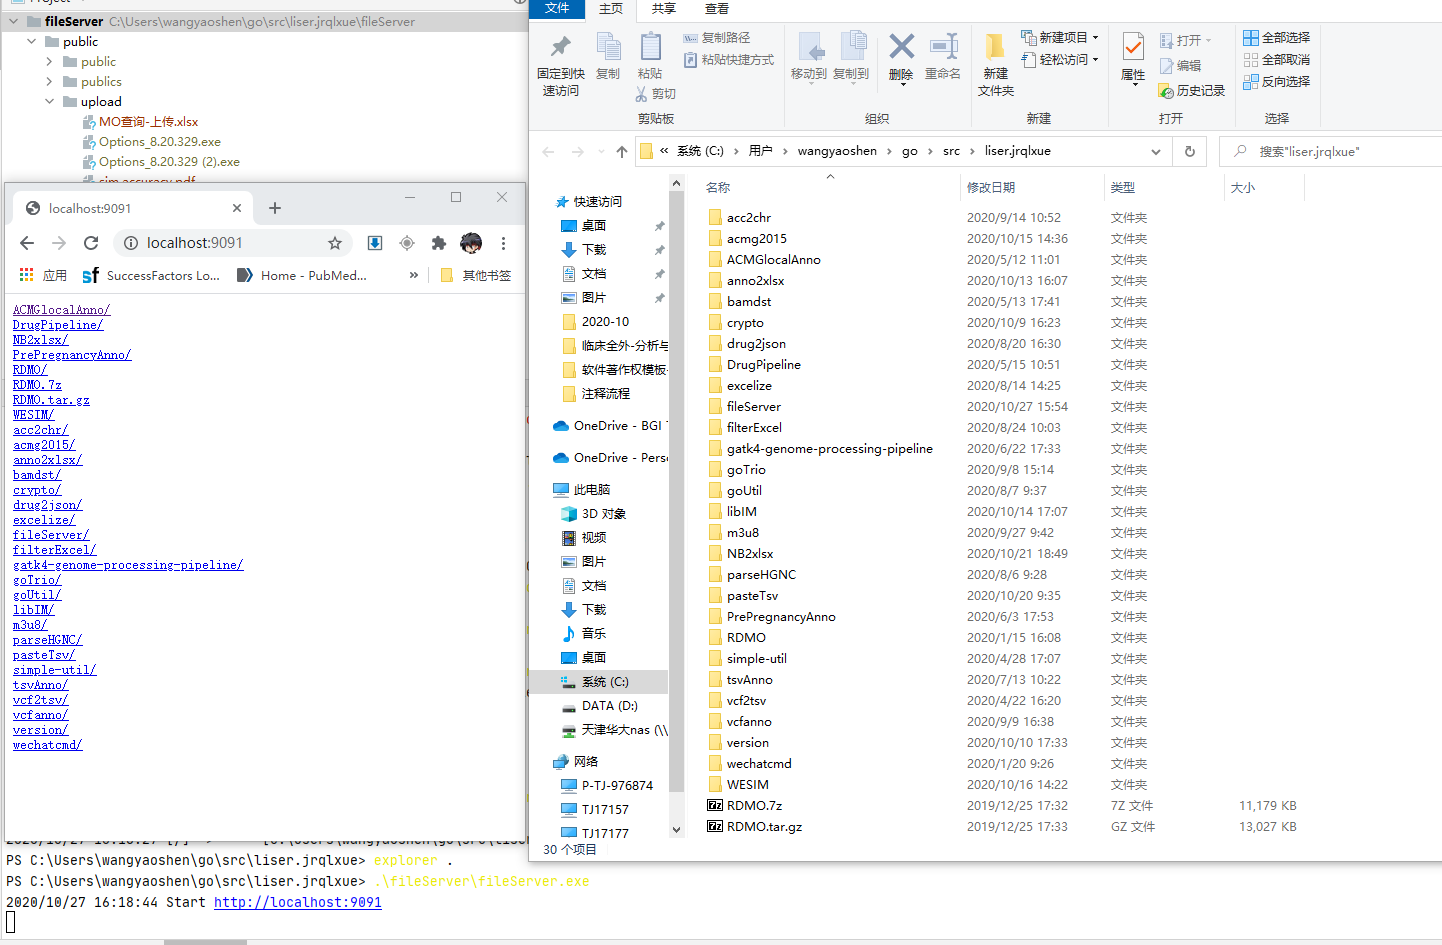 Project
fileServer C:\Users\wangyaoshen\go\src\liser.jrqlxue\fileServer
public
public
publics
upload
MO查询-上传.xlsx
Options_8.20.329.exe
Options_8.20.329 (2).exe
sim accuracy.pdf
localhost:9091
localhost:9091
应用
SuccessFactors Lo...
Home - PubMed...
»
其他书签
ACMGlocalAnno/
DrugPipeline/
NB2xlsx/
PrePregnancyAnno/
RDMO/
RDMO.7z
RDMO.tar.gz
WESIM/
acc2chr/
acmg2015/
anno2xlsx/
bamdst/
crypto/
drug2json/
excelize/
fileServer/
filterExcel/
gatk4-genome-processing-pipeline/
goTrio/
goUtil/
libIM/
m3u8/
parseHGNC/
pasteTsv/
simple-util/
tsvAnno/
vcf2tsv/
vcfanno/
version/
wechatcmd/
PS C:\Users\wangyaoshen\go\src\liser.jrqlxue> explorer .
PS C:\Users\wangyaoshen\go\src\liser.jrqlxue> .\fileServer\fileServer.exe
2020/10/27 16:18:44 Start http://localhost:9091
文件 主页 共享 查看
固定到快速访问
复制
粘贴
复制路径
粘贴快捷方式
剪切
剪贴板
移动到 复制到 删除 重命名
组织
新建文件夹
新建项目
轻松访问
新建
属性
打开
编辑
历史记录
打开
全部选择
全部取消
反向选择
选择
« 系统 (C:) › 用户 › wangyaoshen › go › src › liser.jrqlxue
搜索"liser.jrqlxue"
快速访问
桌面
下载
文档
图片
2020-10
临床全外-分析与
软件著作权模板-
注释流程
OneDrive - BGI
OneDrive - Perso
此电脑
3D 对象
视频
图片
文档
下载
音乐
桌面
系统 (C:)
DATA (D:)
天津华大nas (\\
网络
P-TJ-976874
TJ17157
TJ17177
名称 修改日期 类型 大小
acc2chr 2020/9/14 10:52 文件夹
acmg2015 2020/10/15 14:36 文件夹
ACMGlocalAnno 2020/5/12 11:01 文件夹
anno2xlsx 2020/10/13 16:07 文件夹
bamdst 2020/5/13 17:41 文件夹
crypto 2020/10/9 16:23 文件夹
drug2json 2020/8/20 16:30 文件夹
DrugPipeline 2020/5/15 10:51 文件夹
excelize 2020/8/14 14:25 文件夹
fileServer 2020/10/27 15:54 文件夹
filterExcel 2020/8/24 10:03 文件夹
gatk4-genome-processing-pipeline 2020/6/22 17:33 文件夹
goTrio 2020/9/8 15:14 文件夹
goUtil 2020/8/7 9:37 文件夹
libIM 2020/10/14 17:07 文件夹
m3u8 2020/9/27 9:42 文件夹
NB2xlsx 2020/10/21 18:49 文件夹
parseHGNC 2020/8/6 9:28 文件夹
pasteTsv 2020/10/20 9:35 文件夹
PrePregnancyAnno 2020/6/3 17:53 文件夹
RDMO 2020/1/15 16:08 文件夹
simple-util 2020/4/28 17:07 文件夹
tsvAnno 2020/7/13 10:22 文件夹
vcf2tsv 2020/4/22 16:20 文件夹
vcfanno 2020/9/9 16:38 文件夹
version 2020/10/10 17:33 文件夹
wechatcmd 2020/1/20 9:26 文件夹
WESIM 2020/10/16 14:22 文件夹
RDMO.7z 2019/12/25 17:32 7Z 文件 11,179 KB
RDMO.tar.gz 2019/12/25 17:33 GZ 文件 13,027 KB
30 个项目